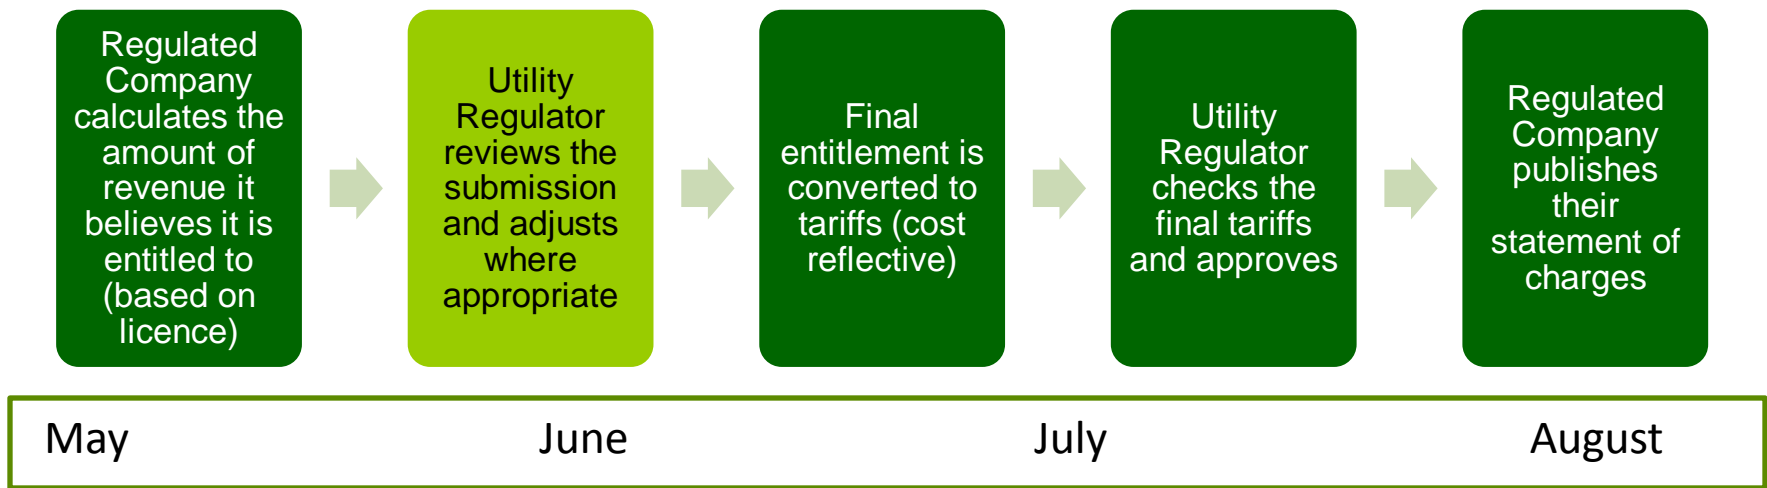 Regulated
Company
calculates the
amount of
revenue it
believes it is
entitled to
(based on
licence)
Utility
Regulator
reviews the
submission
and adjusts
where
appropriate
Final
entitlement is
converted to
tariffs (cost
reflective)
Utility
Regulator
checks the
final tariffs
and approves
Regulated
Company
publishes
their
statement of
charges
May June July August